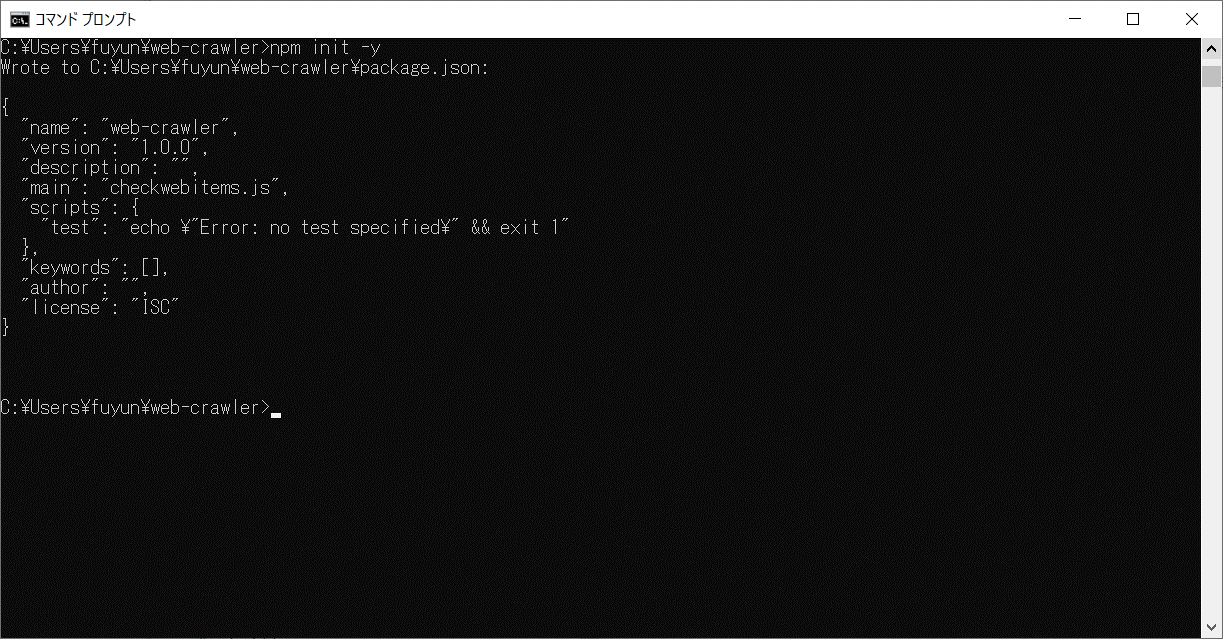 コマンド プロンプト
C:¥Users¥fuyun¥web-crawler>npm init -y
Wrote to C:¥Users¥fuyun¥web-crawler¥package.json:
{
  "name": "web-crawler",
  "version": "1.0.0",
  "description": "",
  "main": "checkwebitems.js",
  "scripts": {
    "test": "echo ¥"Error: no test specified¥" && exit 1"
  },
  "keywords": [],
  "author": "",
  "license": "ISC"
}
C:¥Users¥fuyun¥web-crawler>